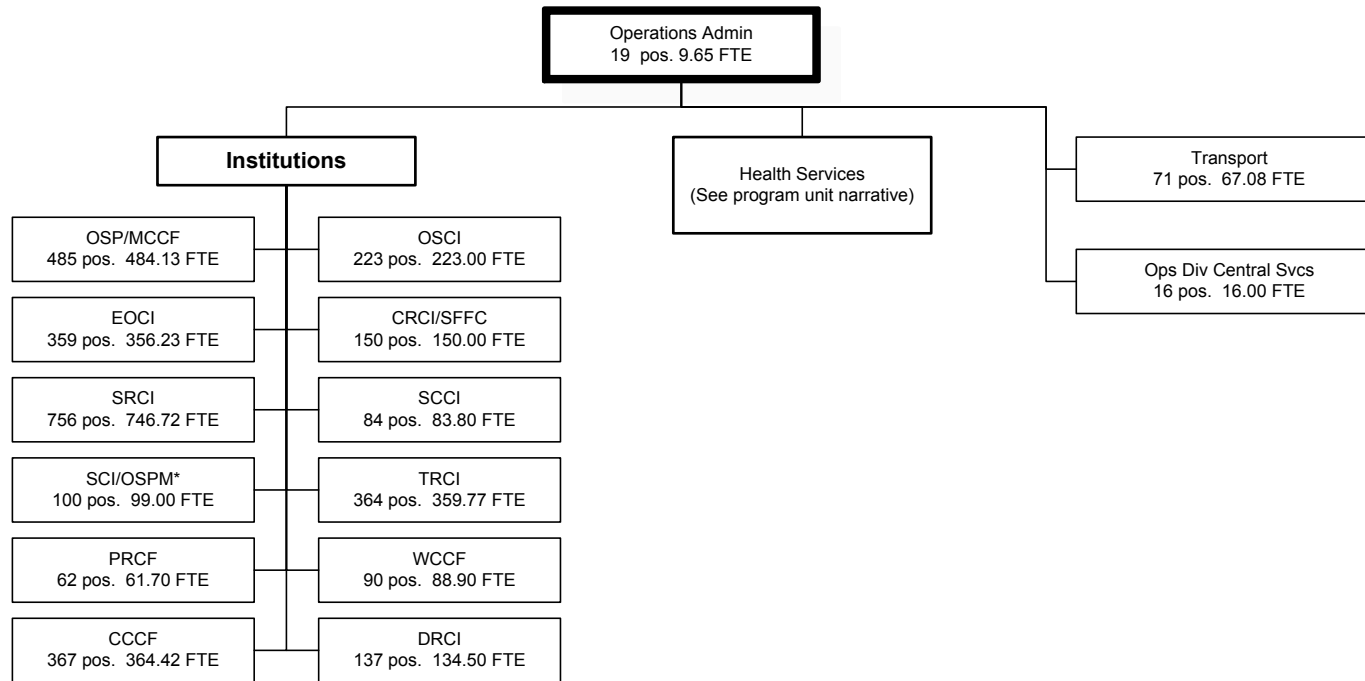 Operations Admin
19 pos. 9.65 FTE
Institutions
Health Services
(See program unit narrative)
Transport
71 pos. 67.08 FTE
Ops Div Central Svcs
16 pos. 16.00 FTE
OSP/MCCF
485 pos. 484.13 FTE
OSCI
223 pos. 223.00 FTE
EOCI
359 pos. 356.23 FTE
CRCI/SFFC
150 pos. 150.00 FTE
SRCI
756 pos. 746.72 FTE
SCCI
84 pos. 83.80 FTE
SCI/OSPM*
100 pos. 99.00 FTE
TRCI
364 pos. 359.77 FTE
PRCF
62 pos. 61.70 FTE
WCCF
90 pos. 88.90 FTE
CCCF
367 pos. 364.42 FTE
DRCI
137 pos. 134.50 FTE